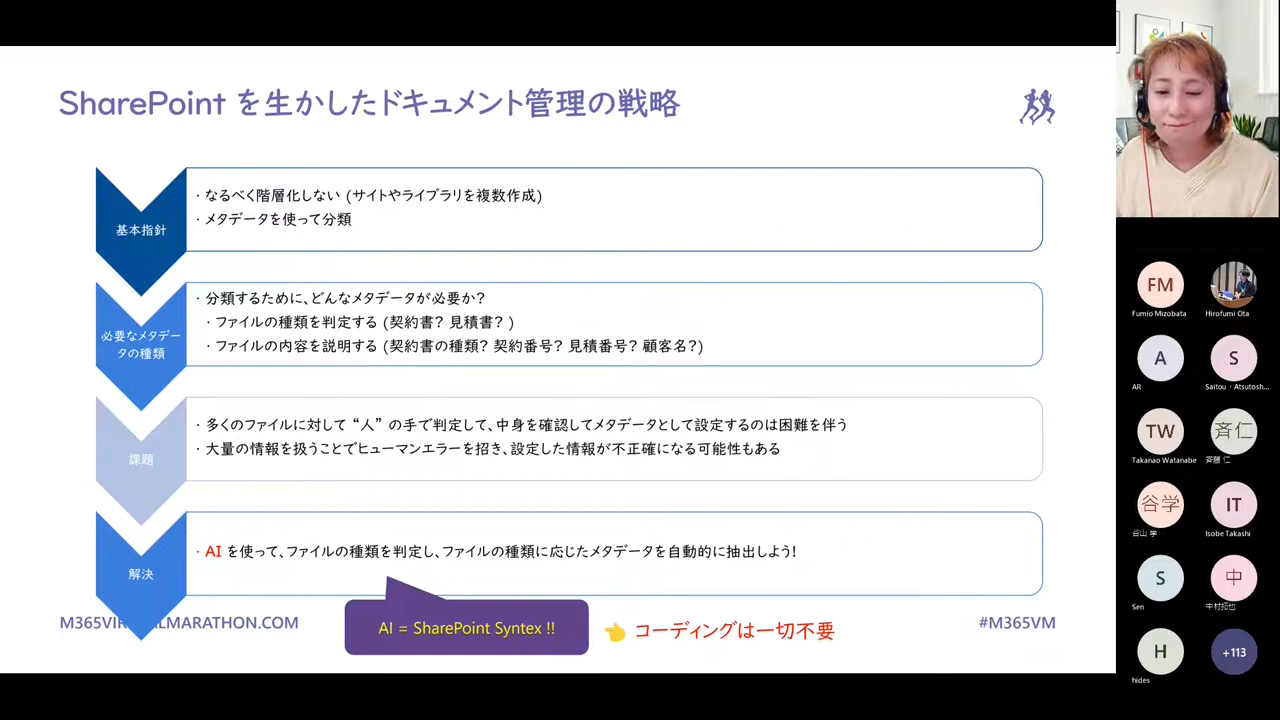 SharePoint を生かしたドキュメント管理の戦略
基本指針
・なるべく階層化しない (サイトやライブラリを複数作成)
・メタデータを使って分類
必要なメタデー
タの種類
・分類するために、どんなメタデータが必要か?
・ファイルの種類を判定する (契約書? 見積書? )
・ファイルの内容を説明する (契約書の種類? 契約番号? 見積番号? 顧客名?)
課題
・多くのファイルに対して “人” の手で判定して、中身を確認してメタデータとして設定するのは困難を伴う
・大量の情報を扱うことでヒューマンエラーを招き、設定した情報が不正確になる可能性もある
解決
・AI を使って、ファイルの種類を判定し、ファイルの種類に応じたメタデータを自動的に抽出しよう!
AI = SharePoint Syntex !!
👈 コーディングは一切不要
#M365VM
FM
Fumio Mizobata
Hirofumi Ota
A
AR
S
Saitou・Atsutosh...
TW
Takanao Watanabe
斉仁
斉藤 仁
谷学
谷山 学
IT
Isobe Takashi
S
Sen
中
中村拓也
H
hides
+113